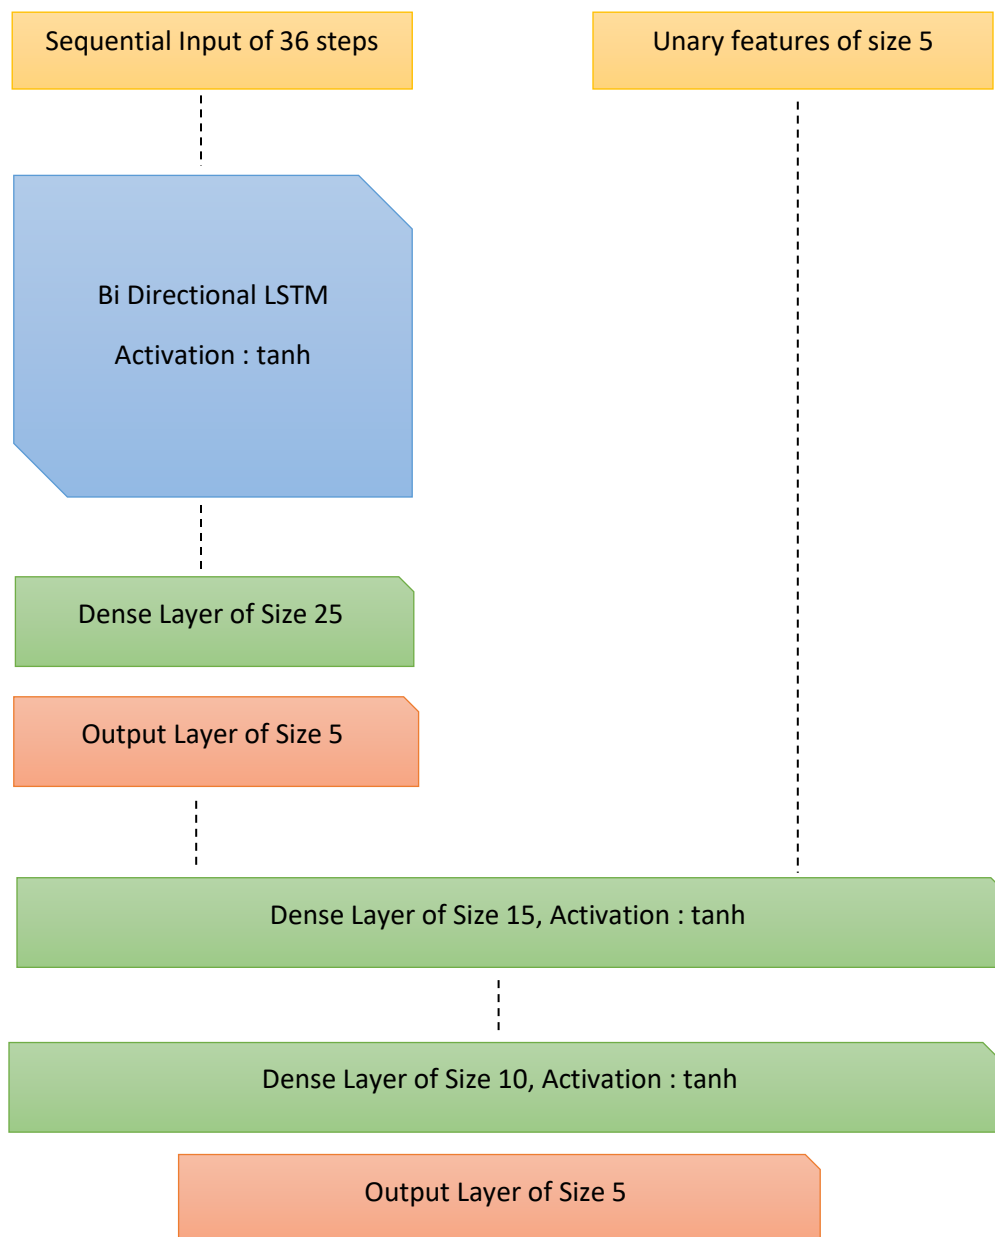 Sequential Input of 36 steps
Unary features of size 5
Bi Directional LSTM
Activation : tanh
Dense Layer of Size 25
Output Layer of Size 5
Dense Layer of Size 15, Activation : tanh
Dense Layer of Size 10, Activation : tanh
Output Layer of Size 5